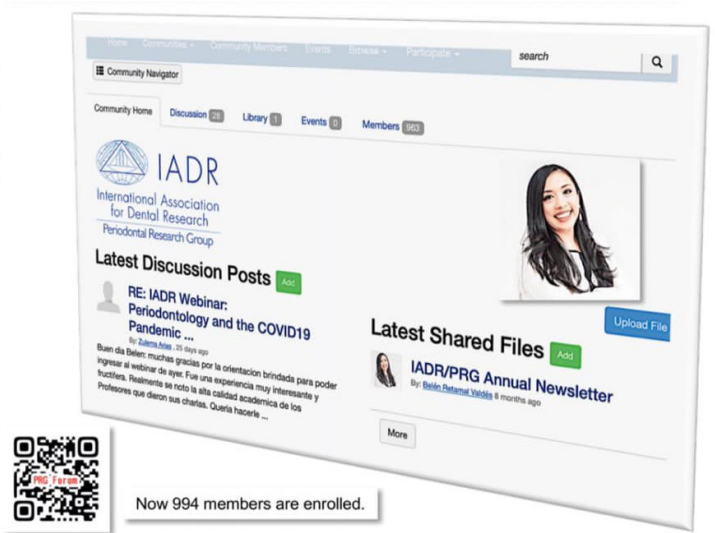 Home Communities Community Members Events Browse Participate search
Community Navigator
Community Home Discussion 28 Library 1 Events 0 Members 963
IADR
International Association
for Dental Research
Periodontal Research Group
Latest Discussion Posts Add
RE: IADR Webinar:
Periodontology and the COVID19
Pandemic ...
By: Zulema Arias , 25 days ago
Buen dia Belen: muchas gracias por la orientacion brindada para poder
ingresar al webinar de ayer. Fue una experiencia muy interesante y
fructifera. Realmente se noto la alta calidad academica de los
Profesores que dieron sus charlas. Queria hacerle ...
Upload File
Latest Shared Files Add
IADR/PRG Annual Newsletter
By: Belén Retamal Valdés 8 months ago
More
PRG Forum
Now 994 members are enrolled.